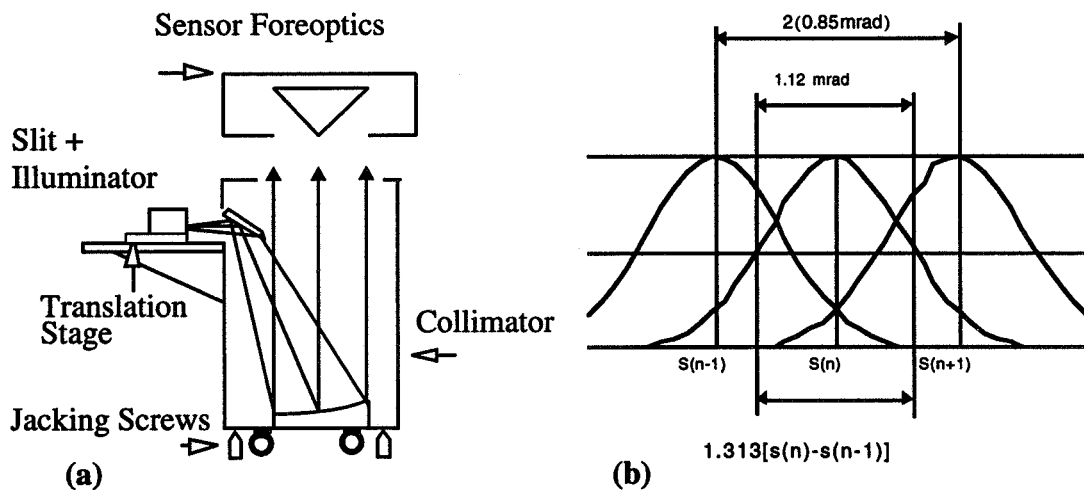 Sensor Foreoptics
Slit +
Illuminator
Translation
Stage
Collimator
Jacking Screws
(a)
2(0.85mrad)
1.12 mrad
S(n-1)
S(n)
S(n+1)
1.313[s(n)-s(n-1)]
(b)